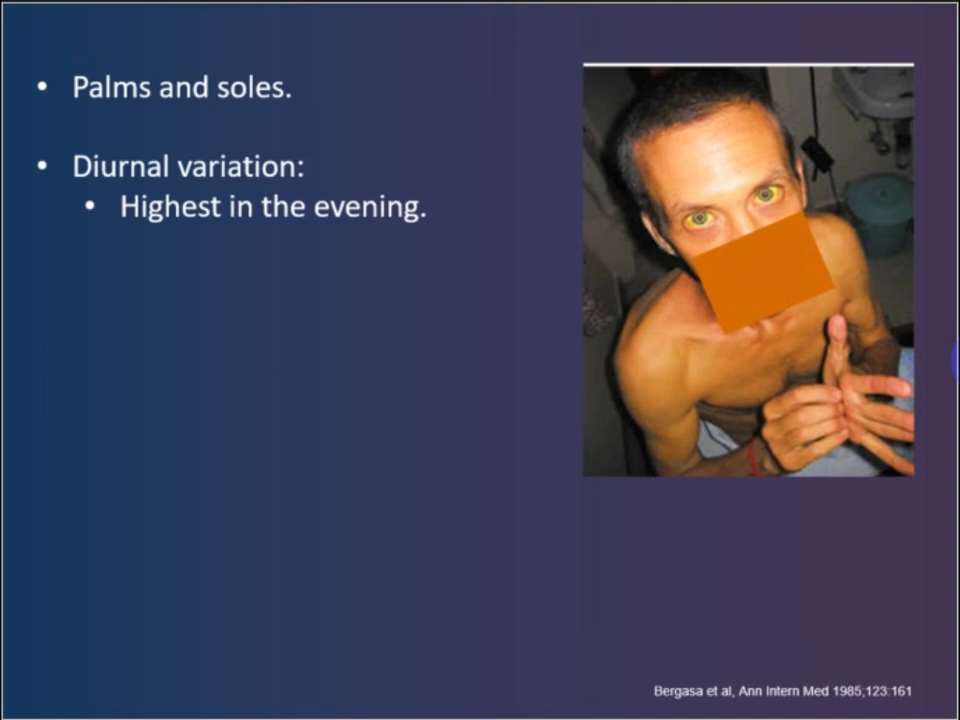 • Palms and soles.
• Diurnal variation:
• Highest in the evening.
Bergasa et al, Ann Intern Med 1985;123:161